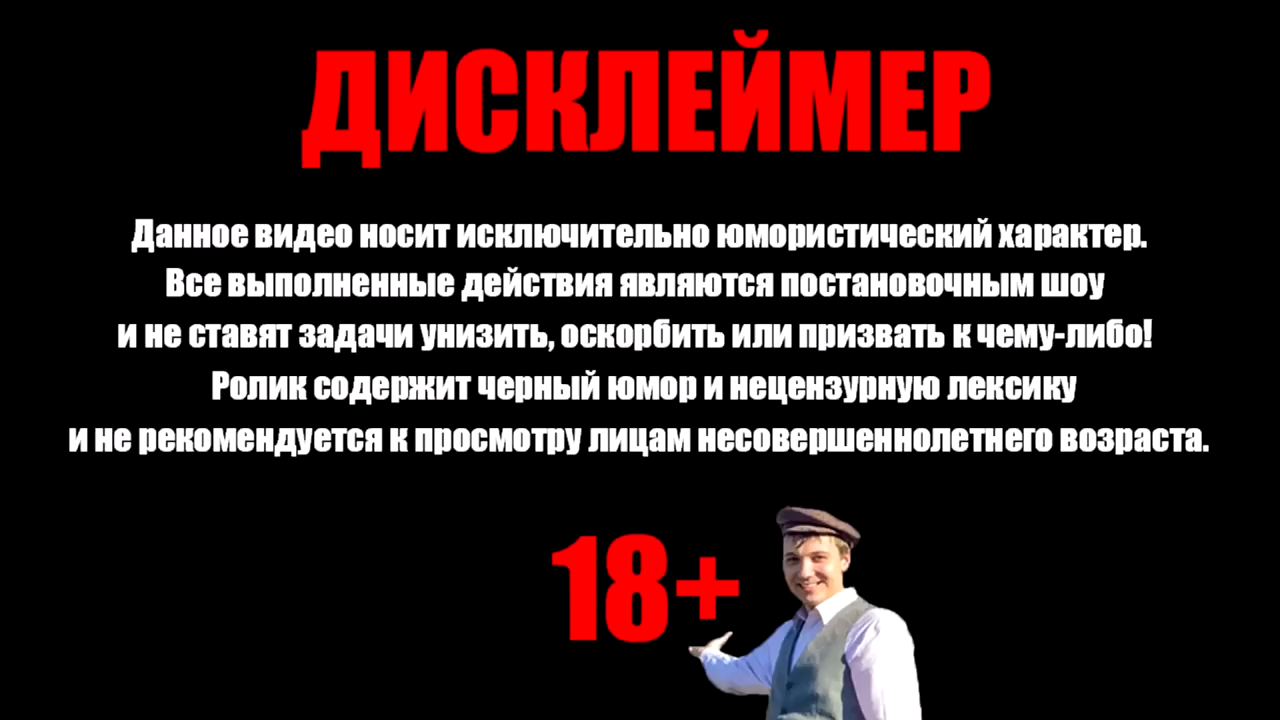 ДИСКЛЕЙМЕР
Данное видео носит исключительно юмористический характер.
Все выполненные действия являются постановочным шоу
и не ставят задачи унизить, оскорбить или призвать к чему-либо!
Ролик содержит черный юмор и нецензурную лексику
и не рекомендуется к просмотру лицам несовершеннолетнего возраста.
18+